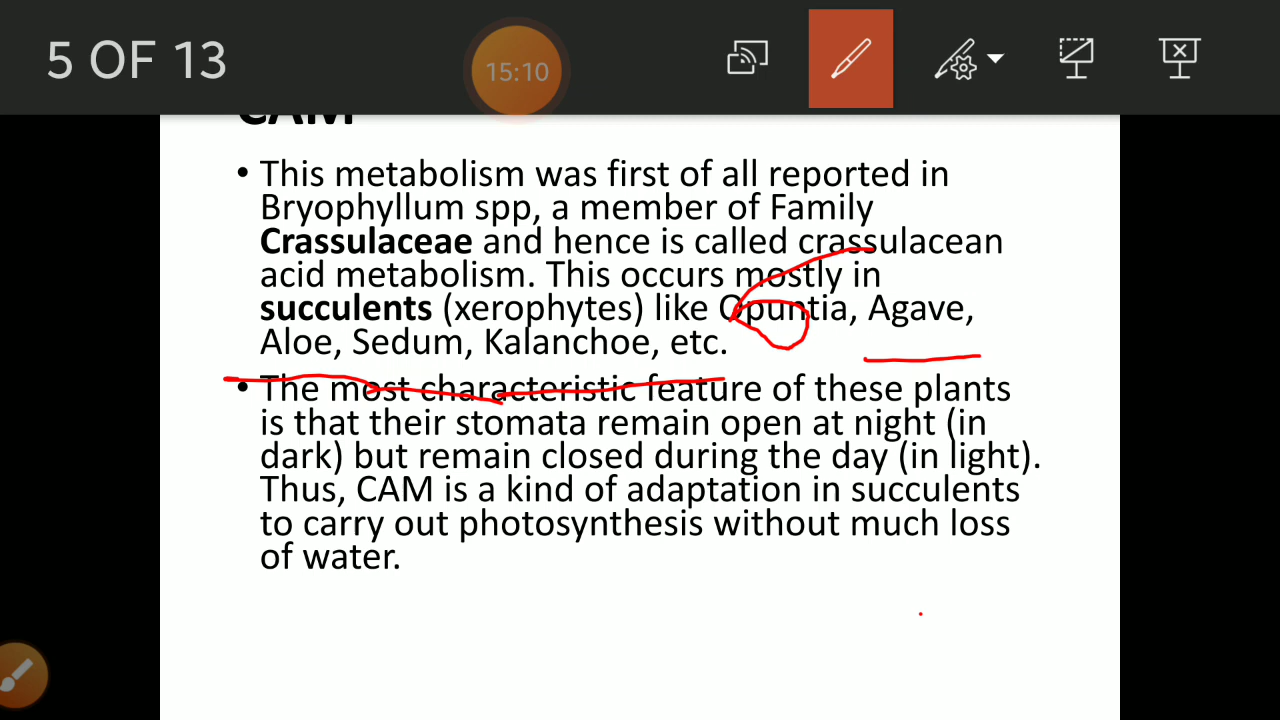 5 OF 13
15:10
CAM
• This metabolism was first of all reported in
Bryophyllum spp, a member of Family
Crassulaceae and hence is called crassulacean
acid metabolism. This occurs mostly in
succulents (xerophytes) like Opuntia, Agave,
Aloe, Sedum, Kalanchoe, etc.
• The most characteristic feature of these plants
is that their stomata remain open at night (in
dark) but remain closed during the day (in light).
Thus, CAM is a kind of adaptation in succulents
to carry out photosynthesis without much loss
of water.